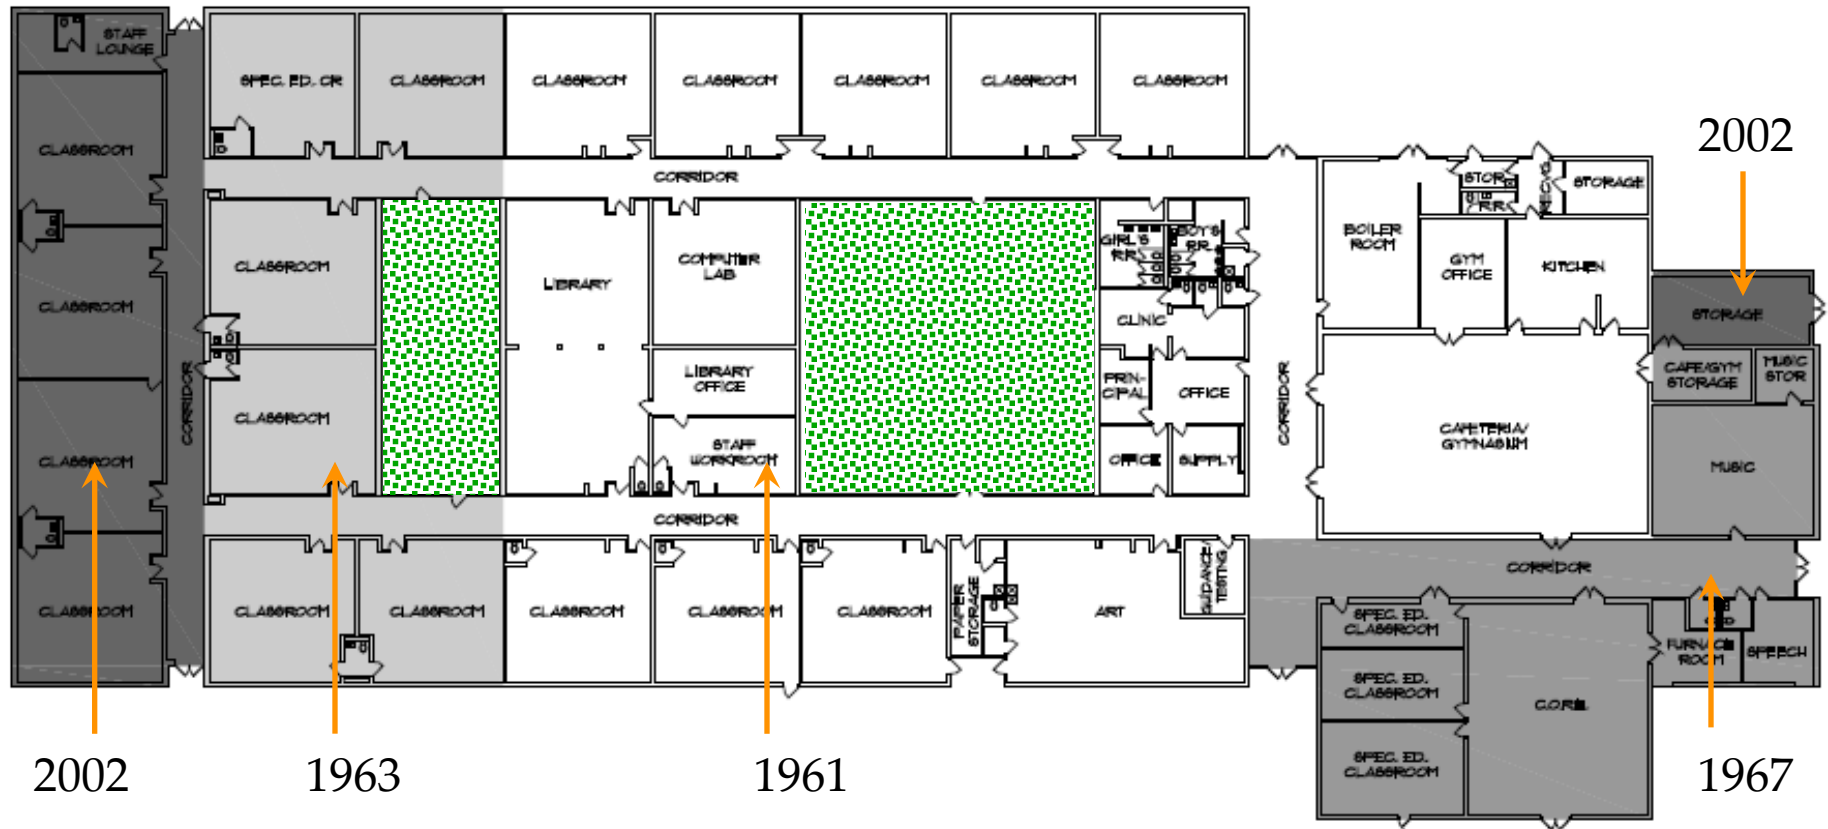 STAFF
LOUNGE
SPEC. ED. CR
CLASSROOM
CLASSROOM
CLASSROOM
CLASSROOM
CLASSROOM
CLASSROOM
2002
CLASSROOM
CORRIDOR
STOR
R.R.
STORAGE
BOILER
ROOM
GYM
OFFICE
KITCHEN
CLASSROOM
LIBRARY
COMPUTER
LAB
GIRL'S
R.R.
BOY'S
R.R.
CLASSROOM
CLINIC
STORAGE
CORRIDOR
CLASSROOM
LIBRARY
OFFICE
PRIN-
CIPAL
OFFICE
CORRIDOR
CAFE/GYM
STORAGE
MUSIC
STOR
CLASSROOM
STAFF
WORKROOM
OFFICE
SUPPLY
CAFETERIA/
GYMNASIUM
MUSIC
CORRIDOR
CORRIDOR
CLASSROOM
CLASSROOM
CLASSROOM
CLASSROOM
CLASSROOM
CLASSROOM
PAPER
STORAGE
ART
GUIDANCE/
TESTING
SPEC. ED.
CLASSROOM
FURNACE
ROOM
SPEECH
SPEC. ED.
CLASSROOM
SPEC. ED.
CLASSROOM
2002
1963
1961
1967